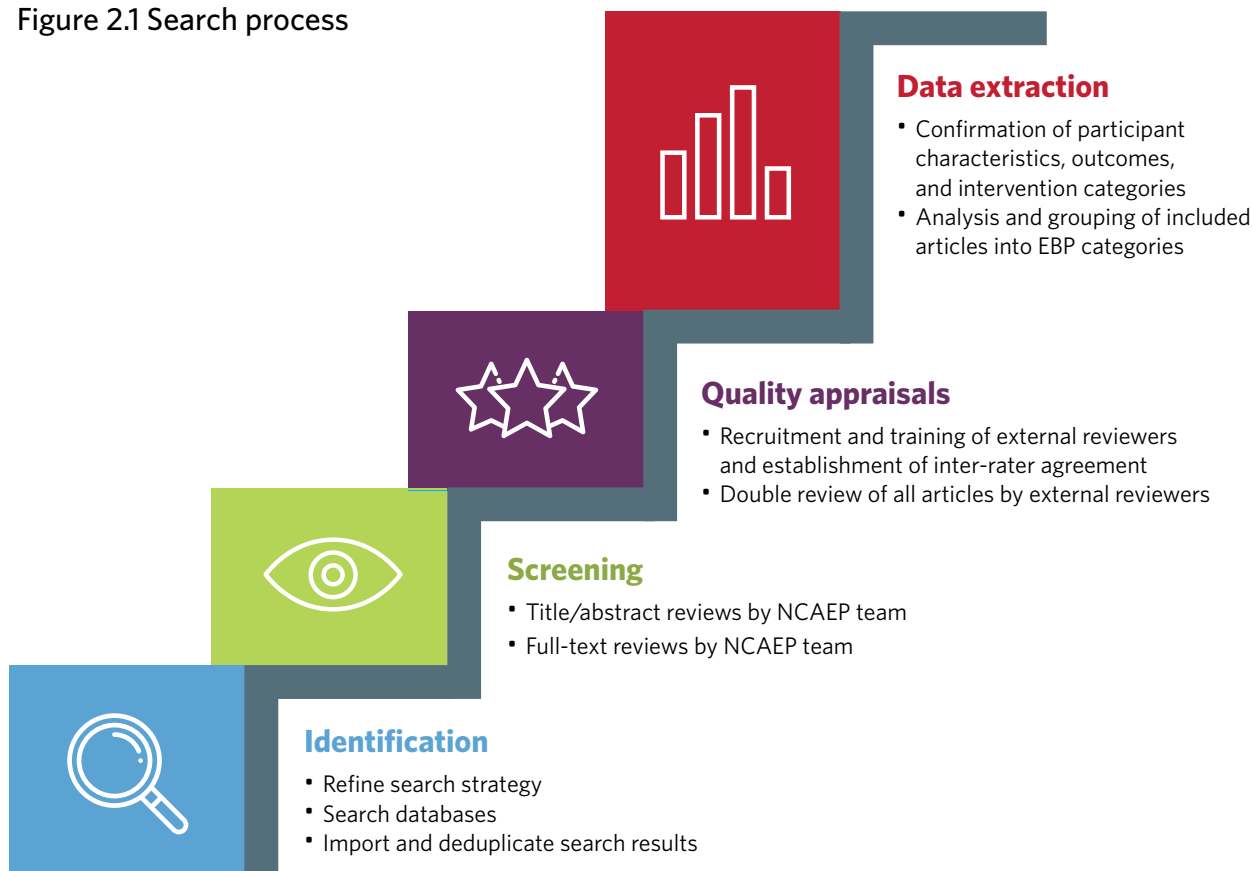 Figure 2.1 Search process
Data extraction
▪ Confirmation of participant
characteristics, outcomes,
and intervention categories
▪ Analysis and grouping of included
articles into EBP categories
Quality appraisals
▪ Recruitment and training of external reviewers
and establishment of inter-rater agreement
▪ Double review of all articles by external reviewers
Screening
▪ Title/abstract reviews by NCAEP team
▪ Full-text reviews by NCAEP team
Identification
▪ Refine search strategy
▪ Search databases
▪ Import and deduplicate search results